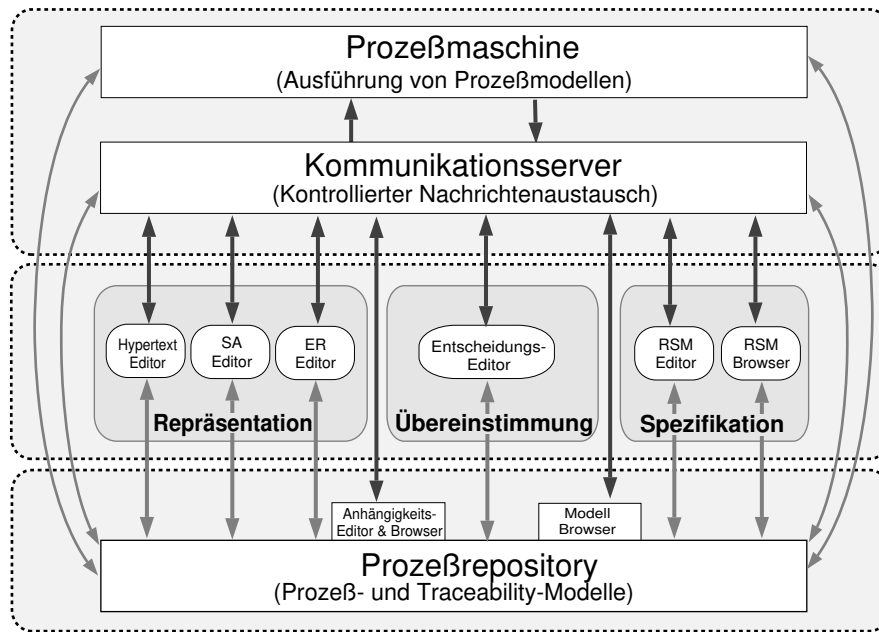 Prozeßmaschine
(Ausführung von Prozeßmodellen)
Kommunikationsserver
(Kontrollierter Nachrichtenaustausch)
Hypertext
Editor
SA
Editor
ER
Editor
Entscheidungs-
Editor
RSM
Editor
RSM
Browser
Repräsentation
Übereinstimmung
Spezifikation
Anhängigkeits-
Editor & Browser
Modell
Browser
Prozeßrepository
(Prozeß- und Traceability-Modelle)